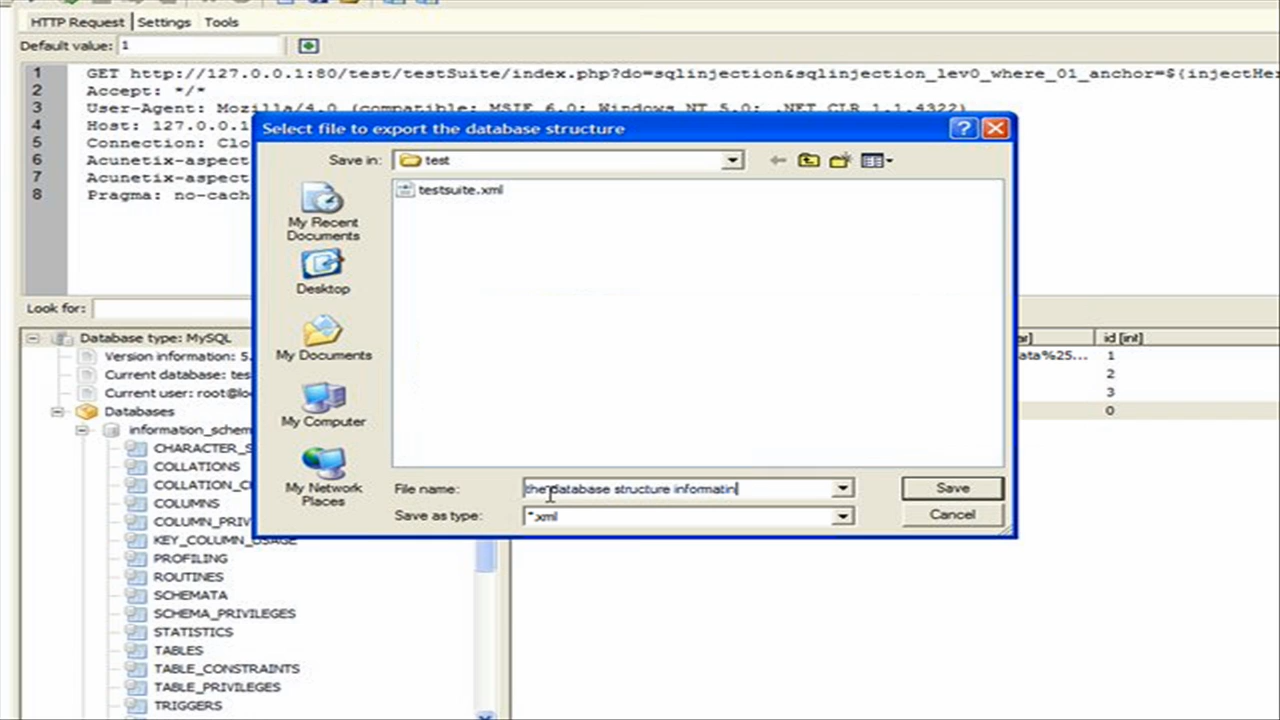 HTTP Request Settings Tools
Default value: 1
1 GET http://127.0.0.1:80/test/testSuite/index.php?do=sqlinjection&sqlinjection_lev0_where_01_anchor=${injectHe
2 Accept: */*
3 User-Agent: Mozilla/4.0 (compatible; MSIE 6.0; Windows NT 5.0; .NET CLR 1.1.4322)
4 Host: 127.0.0.1
5 Connection: Clo
6 Acunetix-aspect
7 Acunetix-aspect
8 Pragma: no-cach
Select file to export the database structure
Save in: test
testsuite.xml
My Recent
Documents
Desktop
My Documents
My Computer
My Network
Places
File name: the database structure informatin Save
Save as type: *.xml Cancel
Look for:
Database type: MySQL
Version information: 5.
Current database: tes
Current user: root@lo
Databases
information_schem
CHARACTER_S
COLLATIONS
COLLATION_C
COLUMNS
COLUMN_PRIV
KEY_COLUMN_USAGE
PROFILING
ROUTINES
SCHEMATA
SCHEMA_PRIVILEGES
STATISTICS
TABLES
TABLE_CONSTRAINTS
TABLE_PRIVILEGES
TRIGGERS
ar] id [int]
ata%25... 1
2
3
0